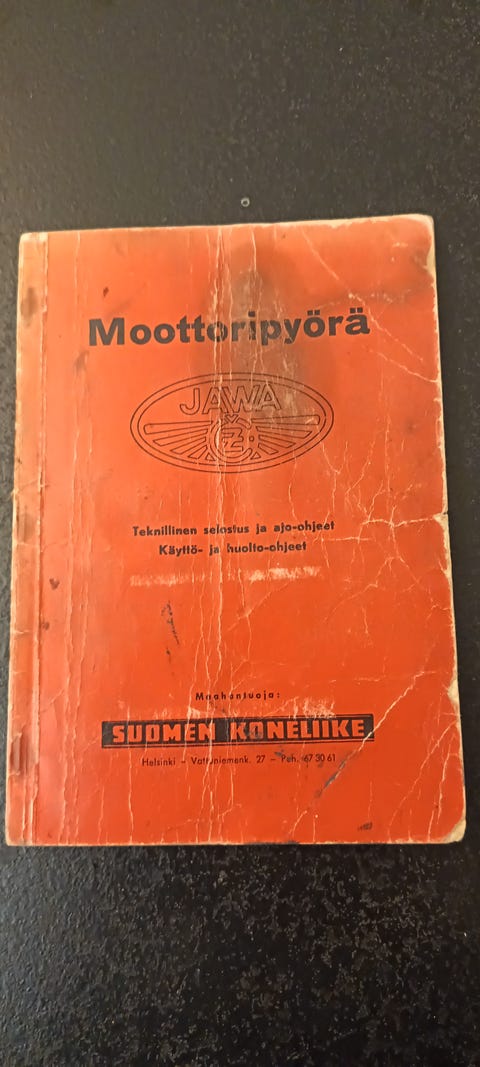 Moottoripyörä
JAWA
ČZ
Teknillinen selostus ja ajo-ohjeet
Käyttö- ja huolto-ohjeet
Maahantuoja:
SUOMEN KONELIIKE
Helsinki – Vattuniemenk. 27 – Puh. 67 30 61